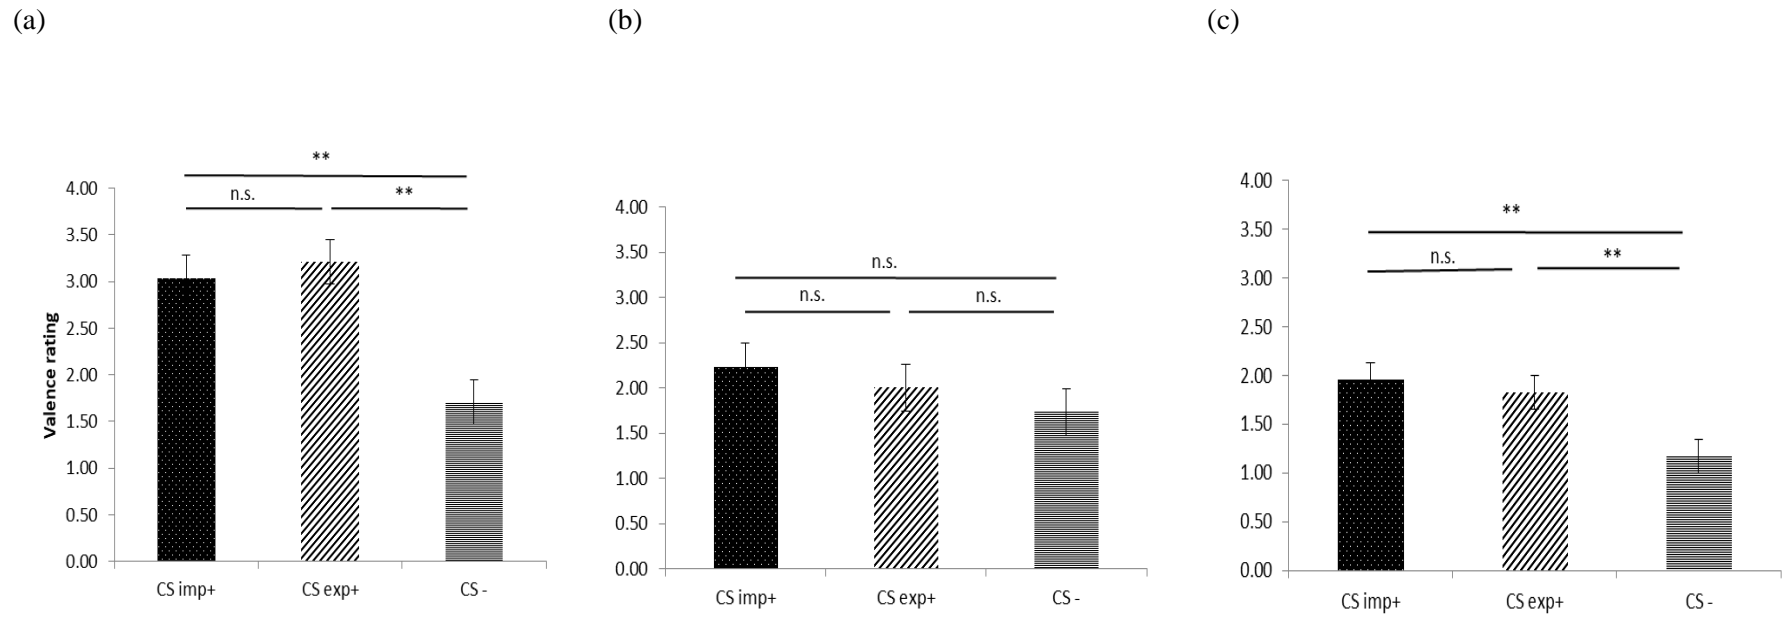 (a)
(b)
(c)
**
n.s.
**
4.00
3.50
3.00
2.50
2.00
1.50
1.00
0.50
0.00
Valence rating
CS imp+
CS exp+
CS -
n.s.
n.s.
n.s.
4.00
3.50
3.00
2.50
2.00
1.50
1.00
0.50
0.00
CS imp+
CS exp+
CS -
**
n.s.
**
4.00
3.50
3.00
2.50
2.00
1.50
1.00
0.50
0.00
CS imp+
CS exp+
CS -